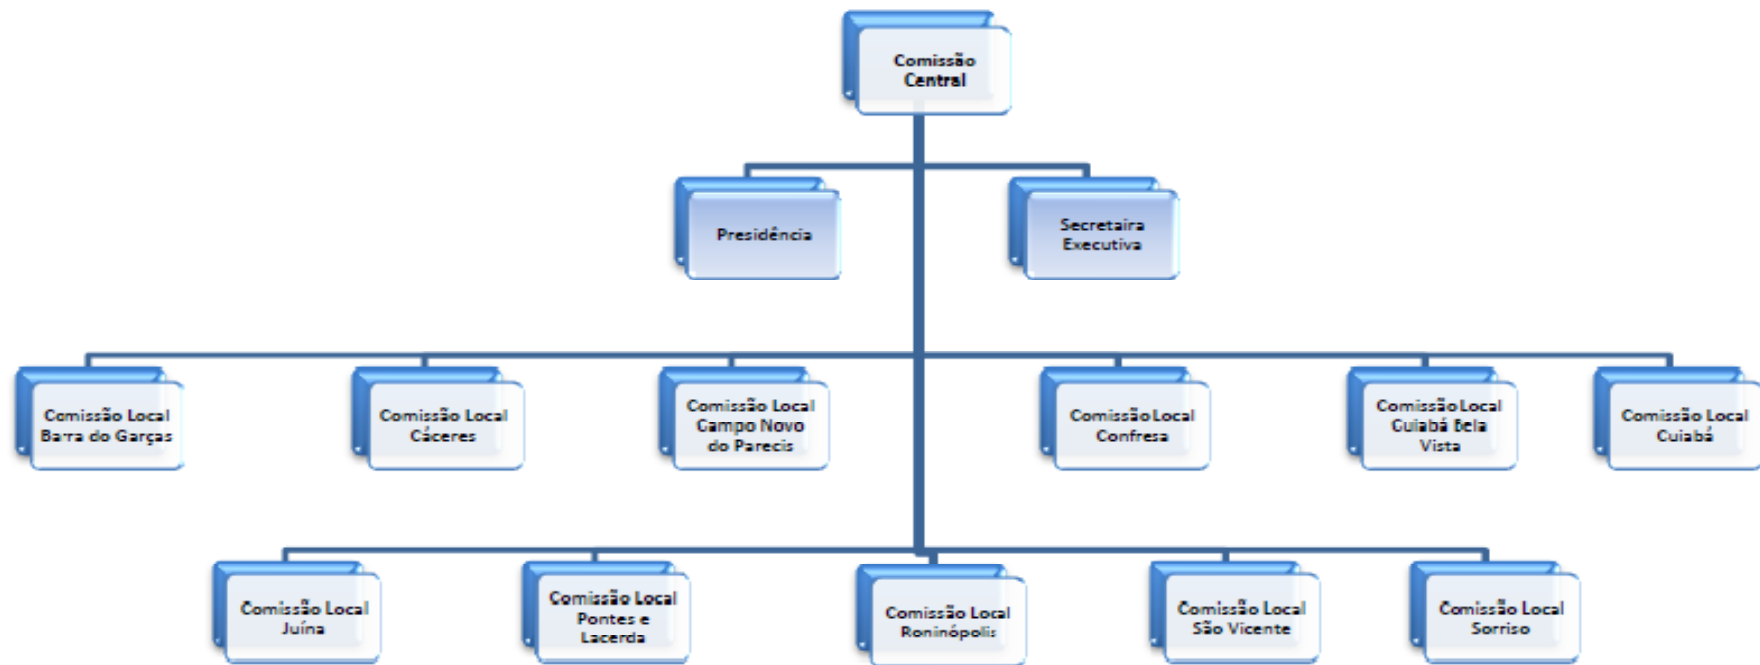 Comissão
Central
Presidência
Secretaira
Executiva
Comissão Local
Barra do Garças
Comissão Local
Cáceres
Comissão Local
Campo Novo
do Parecis
Comissão Local
Confresa
Comissão Local
Cuiabá Bela
Vista
Comissão Local
Cuiabá
Comissão Local
Juína
Comissão Local
Pontes e
Lacerda
Comissão Local
Roninópolis
Comissão Local
São Vicente
Comissão Local
Sorriso